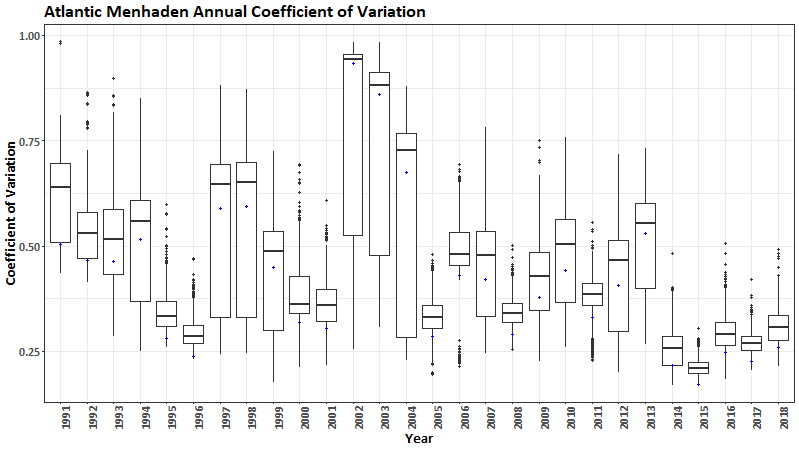 Atlantic Menhaden Annual Coefficient of Variation
Coefficient of Variation
1.00
0.75
0.50
0.25
1991 1992 1993 1994 1995 1996 1997 1998 1999 2000 2001 2002 2003 2004 2005 2006 2007 2008 2009 2010 2011 2012 2013 2014 2015 2016 2017 2018
Year